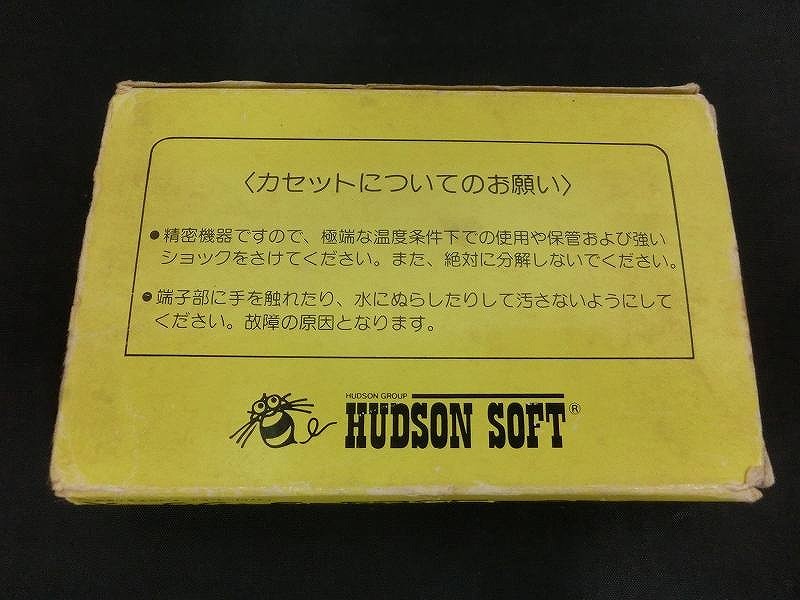 〈カセットについてのお願い〉
●精密機器ですので、極端な温度条件下での使用や保管および強い
ショックをさけてください。また、絶対に分解しないでください。
●端子部に手を触れたり、水にぬらしたりして汚さないようにして
ください。故障の原因となります。
HUDSON GROUP
HUDSON SOFT®